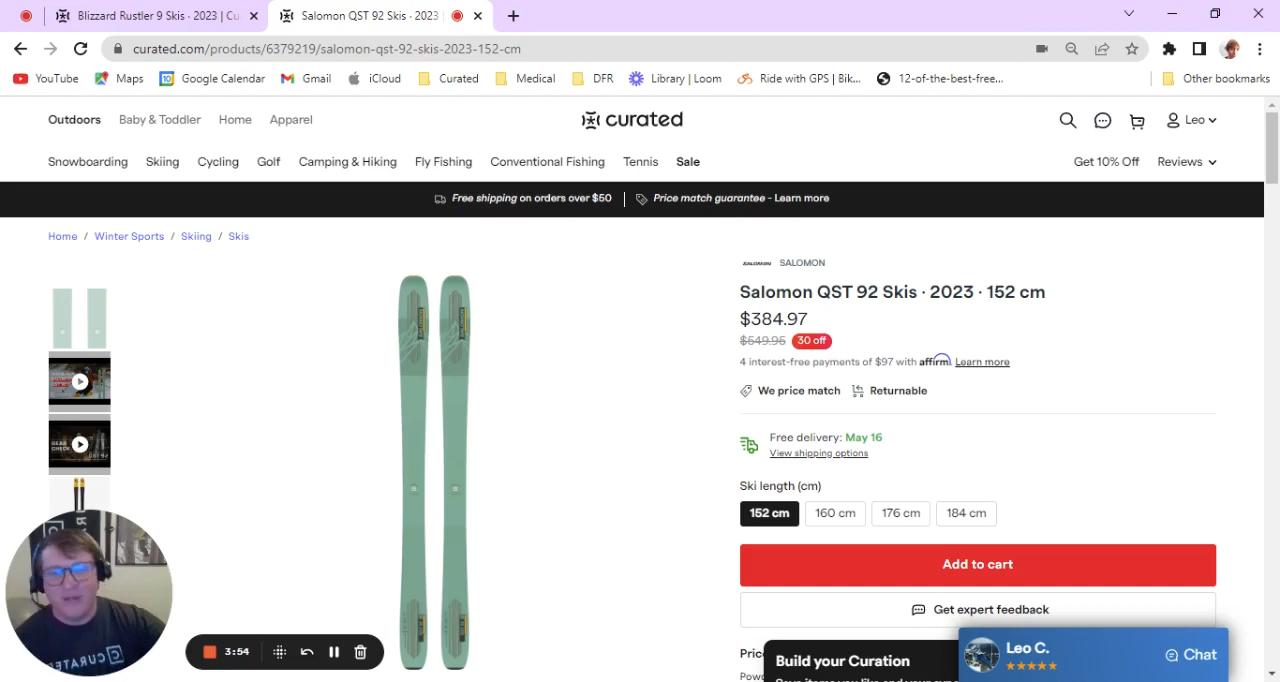 Blizzard Rustler 9 Skis · 2023 | Cu
Salomon QST 92 Skis · 2023
curated.com/products/6379219/salomon-qst-92-skis-2023-152-cm
YouTube
Maps
Google Calendar
Gmail
iCloud
Curated
Medical
DFR
Library | Loom
Ride with GPS | Bik...
12-of-the-best-free...
Other bookmarks
Outdoors
Baby & Toddler
Home
Apparel
curated
Leo
Snowboarding
Skiing
Cycling
Golf
Camping & Hiking
Fly Fishing
Conventional Fishing
Tennis
Sale
Get 10% Off
Reviews
Free shipping on orders over $50
Price match guarantee - Learn more
Home / Winter Sports / Skiing / Skis
SALOMON SALOMON
Salomon QST 92 Skis · 2023 · 152 cm
$384.97
$549.95 30 off
4 interest-free payments of $97 with affirm Learn more
We price match
Returnable
Free delivery: May 16
View shipping options
Ski length (cm)
152 cm
160 cm
176 cm
184 cm
Add to cart
Get expert feedback
Build your Curation
Leo C.
Chat
3:54
CURATED